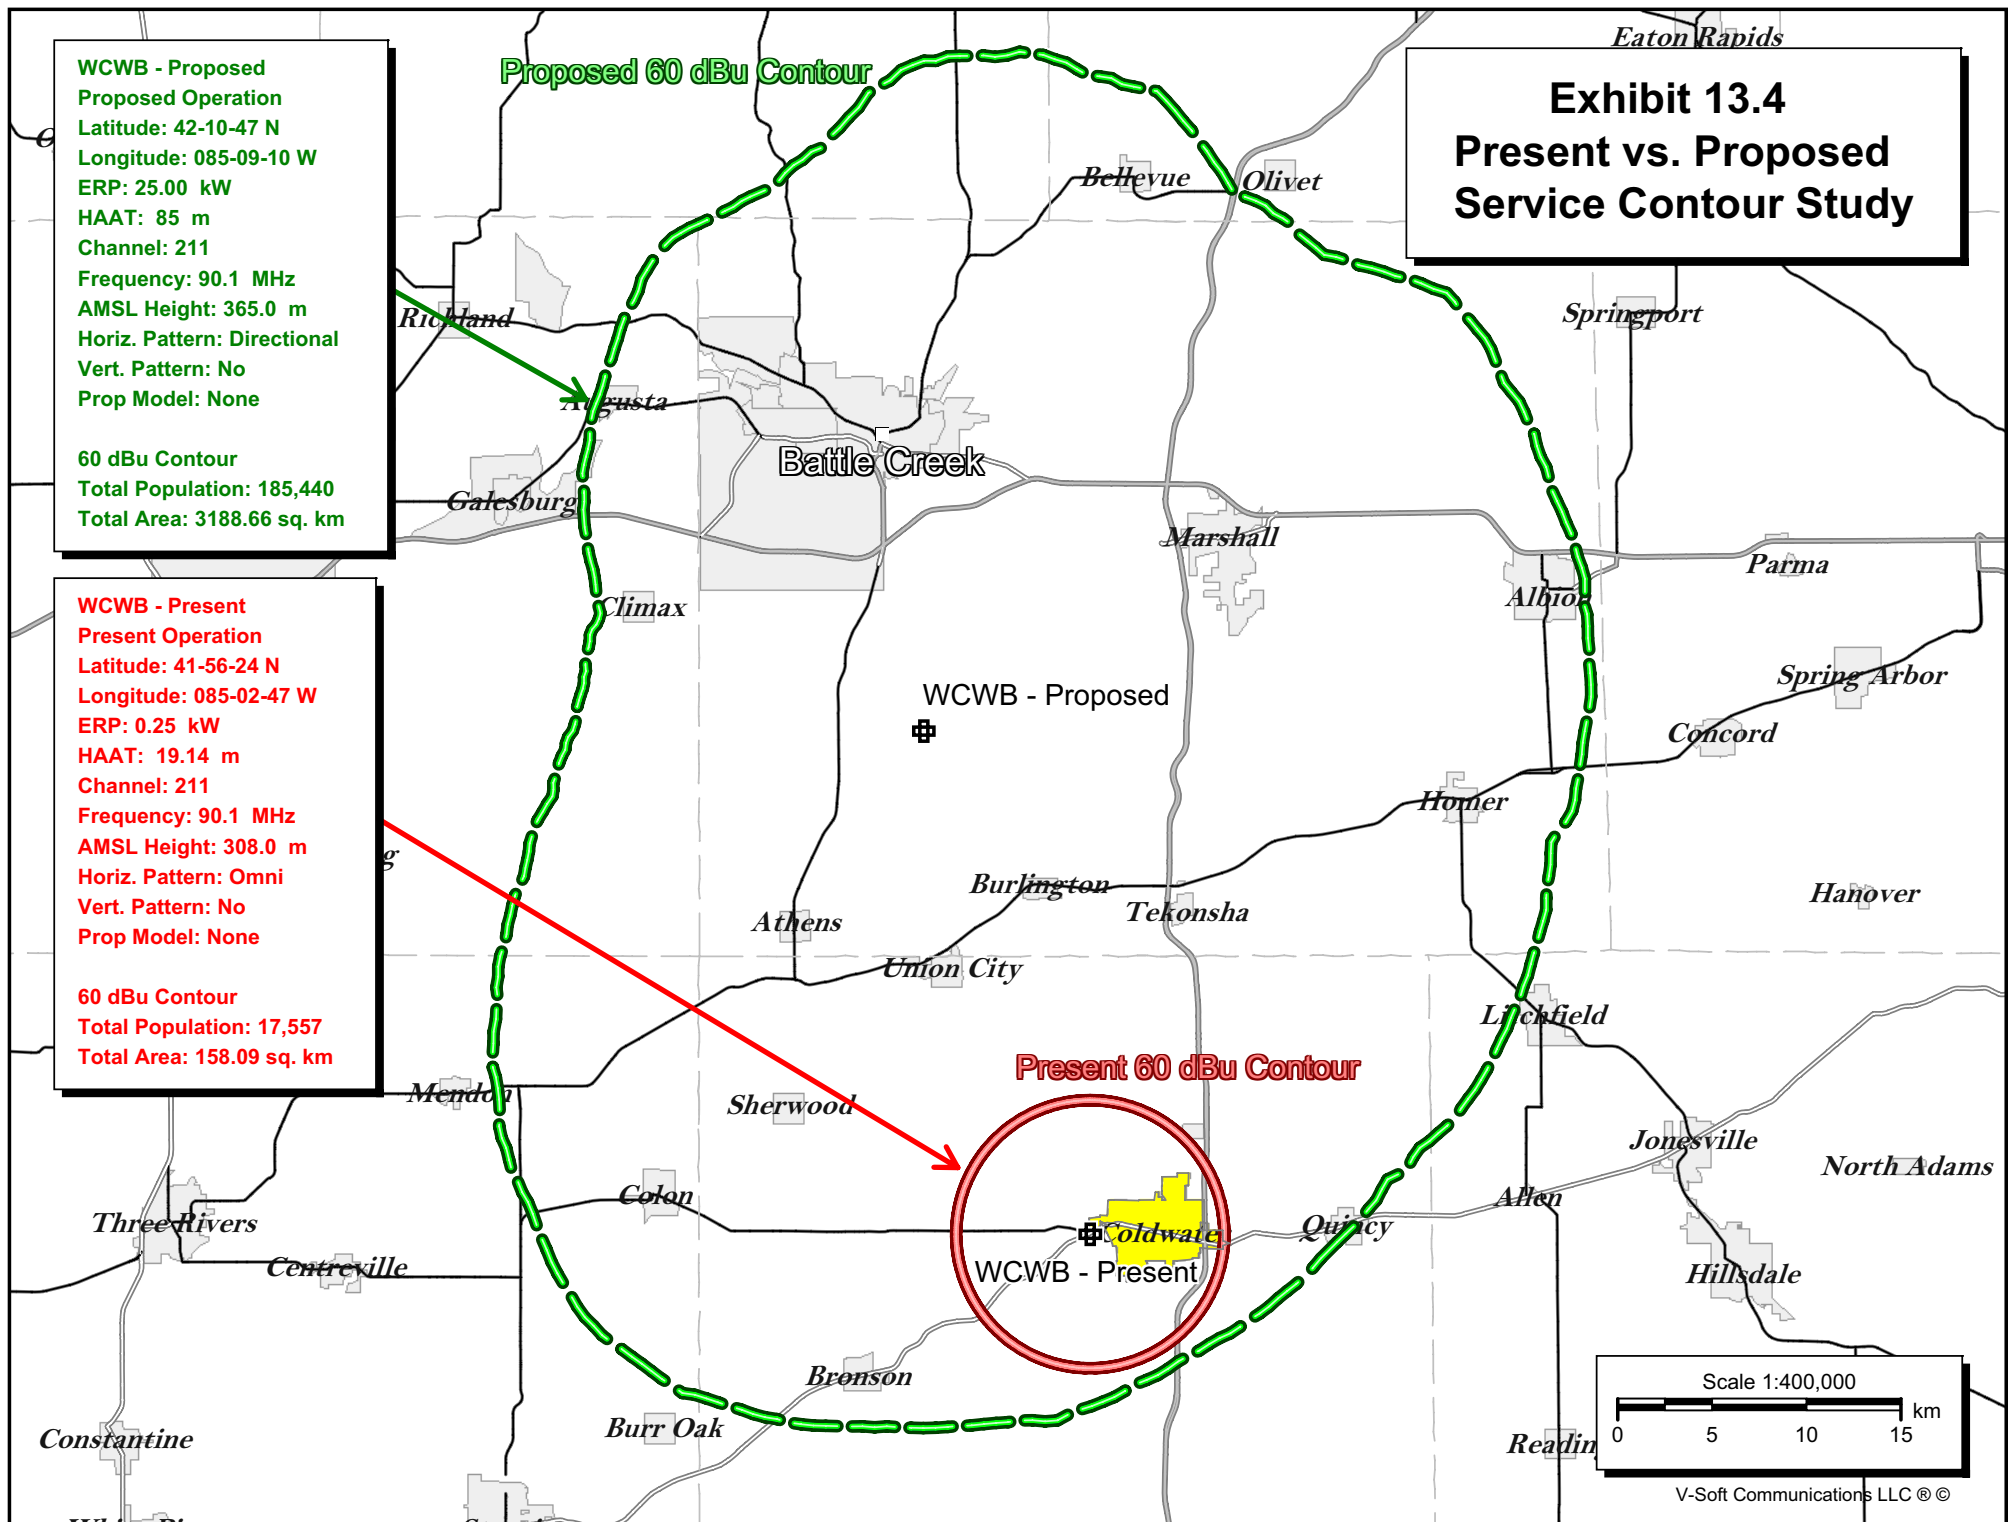 WCWB - Proposed
Proposed Operation
Latitude: 42-10-47 N
Longitude: 085-09-10 W
ERP: 25.00 kW
HAAT: 85 m
Channel: 211
Frequency: 90.1 MHz
AMSL Height: 365.0 m
Horiz. Pattern: Directional
Vert. Pattern: No
Prop Model: None
60 dBu Contour
Total Population: 185,440
Total Area: 3188.66 sq. km
WCWB - Present
Present Operation
Latitude: 41-56-24 N
Longitude: 085-02-47 W
ERP: 0.25 kW
HAAT: 19.14 m
Channel: 211
Frequency: 90.1 MHz
AMSL Height: 308.0 m
Horiz. Pattern: Omni
Vert. Pattern: No
Prop Model: None
60 dBu Contour
Total Population: 17,557
Total Area: 158.09 sq. km
Exhibit 13.4
Present vs. Proposed
Service Contour Study
Proposed 60 dBu Contour
Eaton Rapids
Bellevue
Olivet
Richland
Springport
Augusta
Battle Creek
Galesburg
Marshall
Parma
Climax
Albion
Spring Arbor
WCWB - Proposed
Concord
Homer
Burlington
Tekonsha
Hanover
Athens
Union City
Litchfield
Present 60 dBu Contour
Mendon
Sherwood
Jonesville
North Adams
Colon
Allen
Three Rivers
Coldwater
Quincy
Centreville
WCWB - Present
Hillsdale
Bronson
Burr Oak
Constantine
Readin
Scale 1:400,000
km
0 5 10 15
V-Soft Communications LLC ® ©